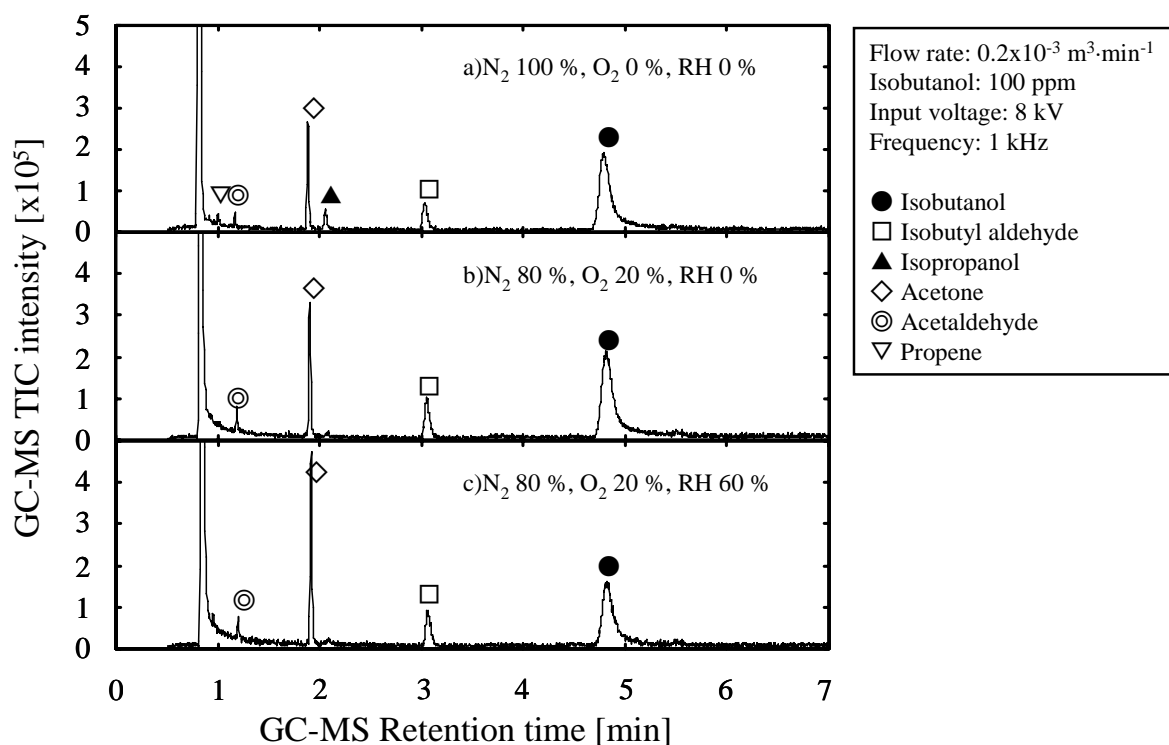 GC-MS TIC intensity [x10⁵]
5
4
3
2
1
0
a)N₂ 100 %, O₂ 0%, RH 0 %
4
3
2
1
0
b)N₂ 80 %, O₂ 20 %, RH 0 %
4
3
2
1
0
c)N₂ 80 %, O₂ 20 %, RH 60 %
0 1 2 3 4 5 6 7
GC-MS Retention time [min]
Flow rate: 0.2x10⁻³ m³·min⁻¹
Isobutanol: 100 ppm
Input voltage: 8 kV
Frequency: 1 kHz
Isobutanol
Isobutyl aldehyde
Isopropanol
Acetone
Acetaldehyde
Propene